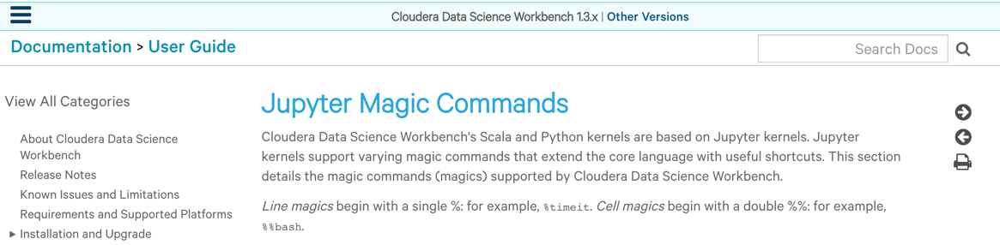 Cloudera Data Science Workbench 1.3.x | Other Versions
Documentation > User Guide
Search Docs
View All Categories
About Cloudera Data Science
Workbench
Release Notes
Known Issues and Limitations
Requirements and Supported Platforms
Installation and Upgrade
Jupyter Magic Commands
Cloudera Data Science Workbench's Scala and Python kernels are based on Jupyter kernels. Jupyter
kernels support varying magic commands that extend the core language with useful shortcuts. This section
details the magic commands (magics) supported by Cloudera Data Science Workbench.
Line magics begin with a single %: for example, %timeit. Cell magics begin with a double %%: for example,
%%bash.